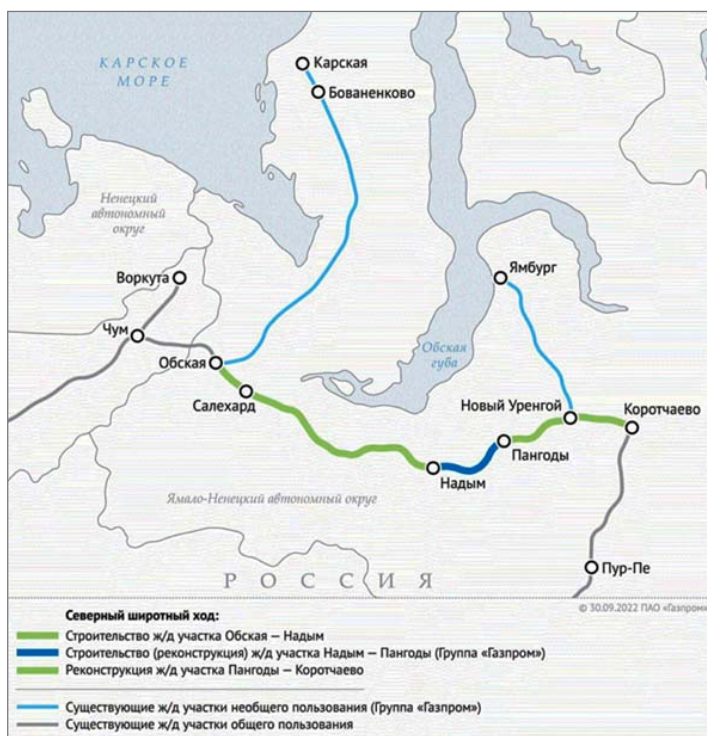 КАРСКОЕ
МОРЕ
Карская
Бованенково
Ненецкий
автономный
округ
Воркута
Ямбург
Чум
Обская
Обская
губа
Салехард
Новый Уренгой
Коротчаево
Пангоды
Надым
Ямало-Ненецкий автономный округ
Пур-Пе
РОССИЯ
© 30.09.2022 ПАО «Газпром»
Северный широтный ход:
Строительство ж/д участка Обская — Надым
Строительство (реконструкция) ж/д участка Надым — Пангоды (Группа «Газпром»)
Реконструкция ж/д участка Пангоды — Коротчаево
Существующие ж/д участки необщего пользования (Группа «Газпром»)
Существующие ж/д участки общего пользования